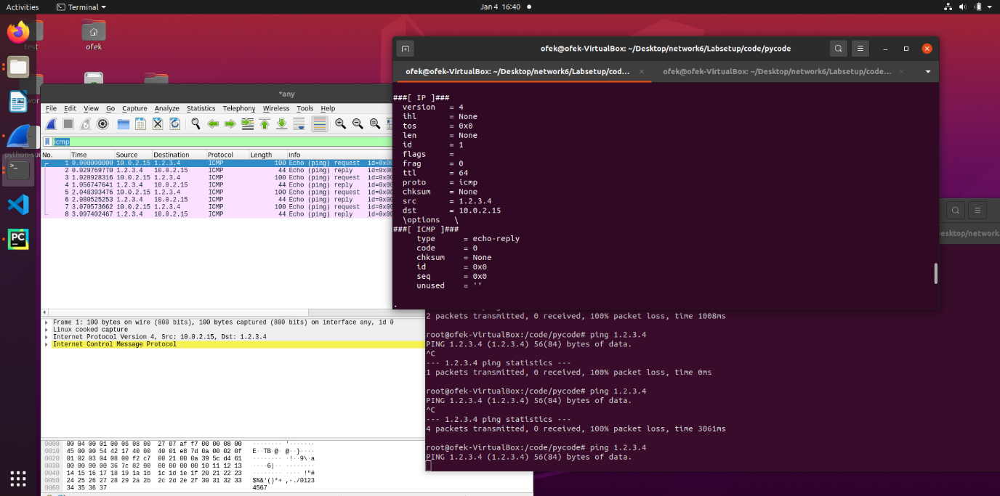 Activities
Terminal
Jan 4 16:40
test
ofek
python-su
*any
File Edit View Go Capture Analyze Statistics Telephony Wireless Tools Help
icmp
No. Time Source Destination Protocol Length Info
1 0.000000000 10.0.2.15 1.2.3.4 ICMP 100 Echo (ping) request id=0x00
2 0.029769770 1.2.3.4 10.0.2.15 ICMP 44 Echo (ping) reply id=0x00
3 1.028928316 10.0.2.15 1.2.3.4 ICMP 100 Echo (ping) request id=0x00
4 1.056747641 1.2.3.4 10.0.2.15 ICMP 44 Echo (ping) reply id=0x00
5 2.048393476 10.0.2.15 1.2.3.4 ICMP 100 Echo (ping) request id=0x00
6 2.080525253 1.2.3.4 10.0.2.15 ICMP 44 Echo (ping) reply id=0x00
7 3.070573662 10.0.2.15 1.2.3.4 ICMP 100 Echo (ping) request id=0x00
8 3.097402467 1.2.3.4 10.0.2.15 ICMP 44 Echo (ping) reply id=0x00
Frame 1: 100 bytes on wire (800 bits), 100 bytes captured (800 bits) on interface any, id 0
Linux cooked capture
Internet Protocol Version 4, Src: 10.0.2.15, Dst: 1.2.3.4
Internet Control Message Protocol
0000 00 04 00 01 00 06 08 00 27 07 af f7 00 00 08 00 ········ '·······
0010 45 00 00 54 42 17 40 00 40 01 e8 7d 0a 00 02 0f E··TB·@· @··}····
0020 01 02 03 04 08 00 f2 c7 00 21 00 0a 39 5c d4 61 ········ ·!··9\·a
0030 00 00 00 00 36 7c 02 00 00 00 00 00 10 11 12 13 ····6|·· ········
0040 14 15 16 17 18 19 1a 1b 1c 1d 1e 1f 20 21 22 23 ········ ···· !"#
0050 24 25 26 27 28 29 2a 2b 2c 2d 2e 2f 30 31 32 33 $%&'()*+ ,-./0123
0060 34 35 36 37 4567
ofek@ofek-VirtualBox: ~/Desktop/network6/Labsetup/code/pycode
ofek@ofek-VirtualBox: ~/Desktop/network6/Labsetup/cod...
ofek@ofek-VirtualBox: ~/Desktop/network6/Labsetup/code...
###[ IP ]###
version = 4
ihl = None
tos = 0x0
len = None
id = 1
flags =
frag = 0
ttl = 64
proto = icmp
chksum = None
src = 1.2.3.4
dst = 10.0.2.15
\options \
###[ ICMP ]###
type = echo-reply
code = 0
chksum = None
id = 0x0
seq = 0x0
unused = ''
.
esktop/network
2 packets transmitted, 0 received, 100% packet loss, time 1008ms
root@ofek-VirtualBox:/code/pycode# ping 1.2.3.4
PING 1.2.3.4 (1.2.3.4) 56(84) bytes of data.
^C
--- 1.2.3.4 ping statistics ---
1 packets transmitted, 0 received, 100% packet loss, time 0ms
root@ofek-VirtualBox:/code/pycode# ping 1.2.3.4
PING 1.2.3.4 (1.2.3.4) 56(84) bytes of data.
^C
--- 1.2.3.4 ping statistics ---
4 packets transmitted, 0 received, 100% packet loss, time 3061ms
root@ofek-VirtualBox:/code/pycode# ping 1.2.3.4
PING 1.2.3.4 (1.2.3.4) 56(84) bytes of data.